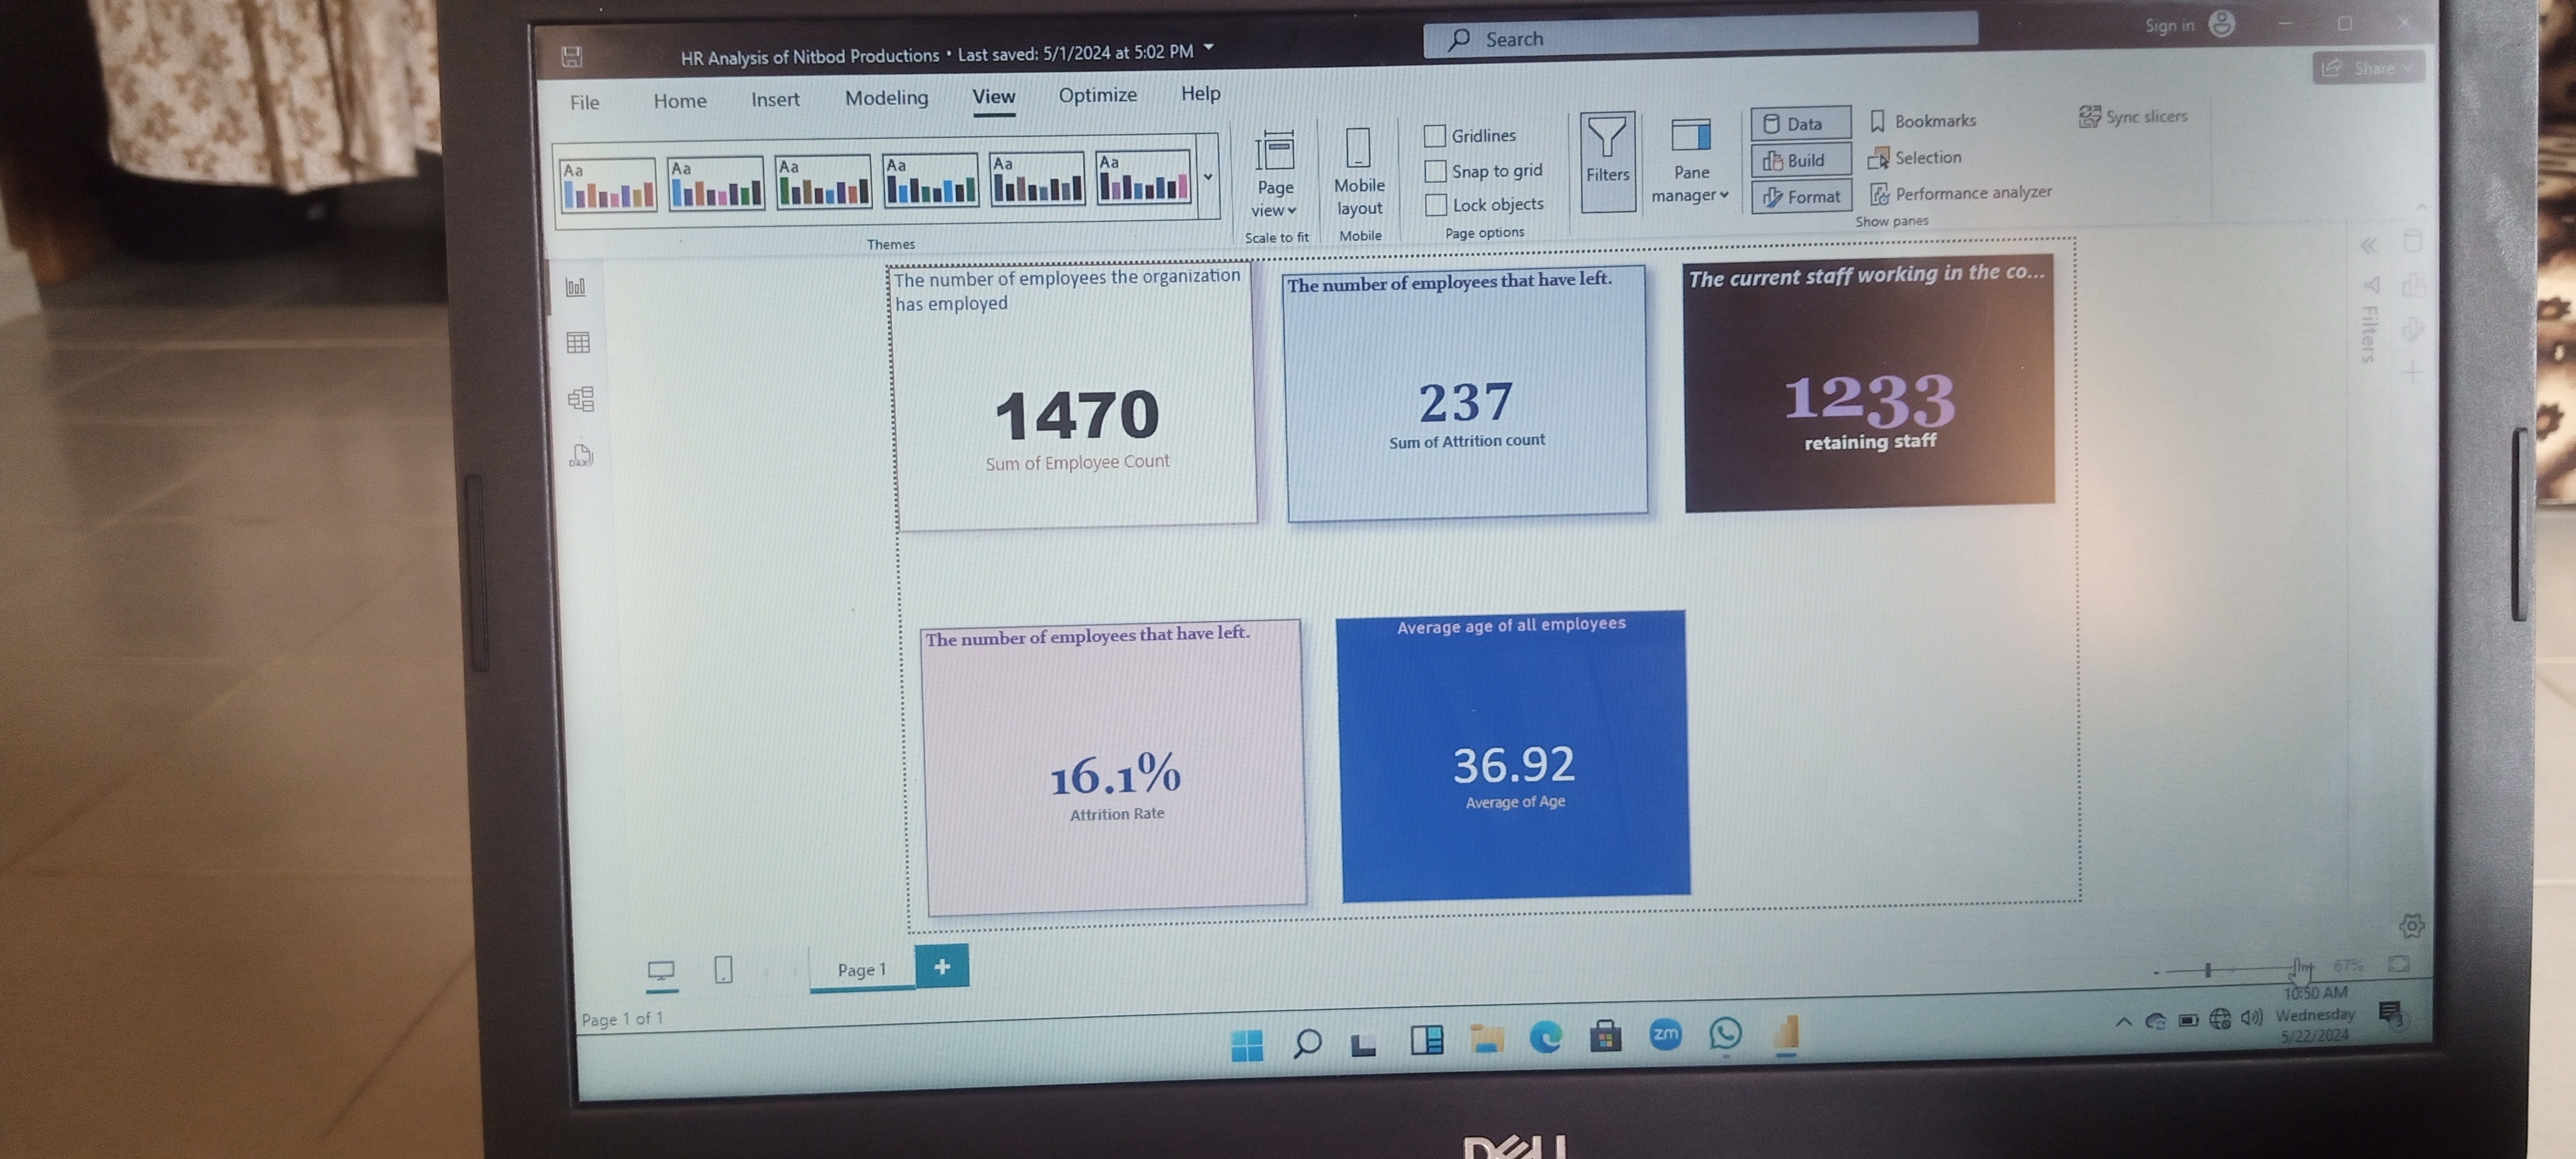 HR Analysis of Nitbod Productions • Last saved: 5/1/2024 at 5:02 PM
Search
Sign in
File Home Insert Modeling View Optimize Help
Share
Aa Aa Aa Aa Aa Aa
Themes
Page view
Scale to fit
Mobile layout
Mobile
Gridlines
Snap to grid
Lock objects
Page options
Filters
Pane manager
Data
Build
Format
Bookmarks
Selection
Performance analyzer
Show panes
Sync slicers
DAX
Filters
The number of employees the organization
has employed
1470
Sum of Employee Count
The number of employees that have left.
237
Sum of Attrition count
The current staff working in the co...
1233
retaining staff
The number of employees that have left.
16.1%
Attrition Rate
Average age of all employees
36.92
Average of Age
Page 1
+
- 67%
Page 1 of 1
zm
10:50 AM
Wednesday
5/22/2024
3
DELL